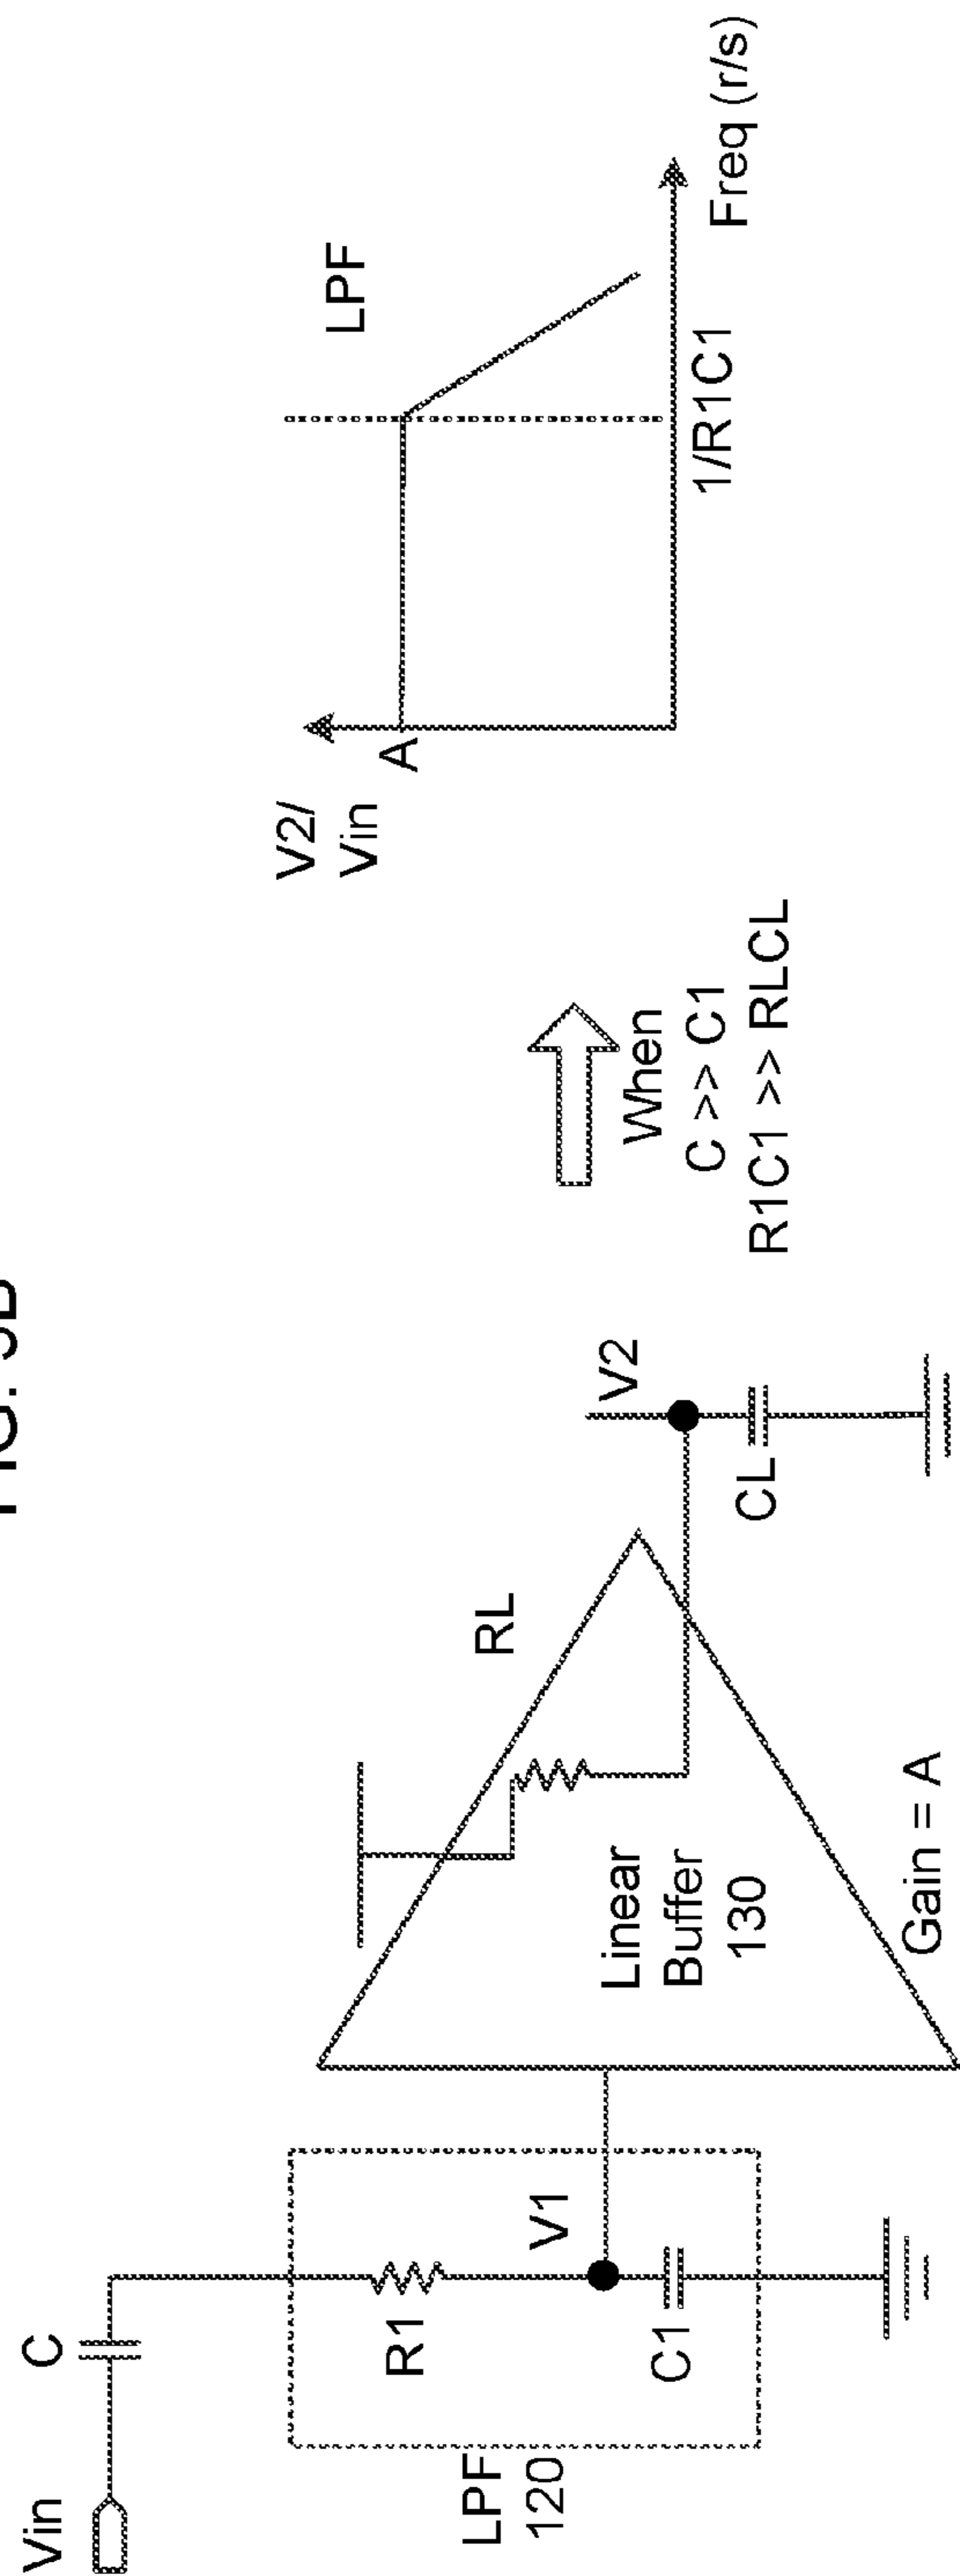 Vin
C
LPF
120
R1
V1
C1
Linear
Buffer
130
RL
Gain = A
V2
CL
When
C >> C1
R1C1 >> RLCL
V2/
Vin
A
LPF
1/R1C1
Freq (r/s)